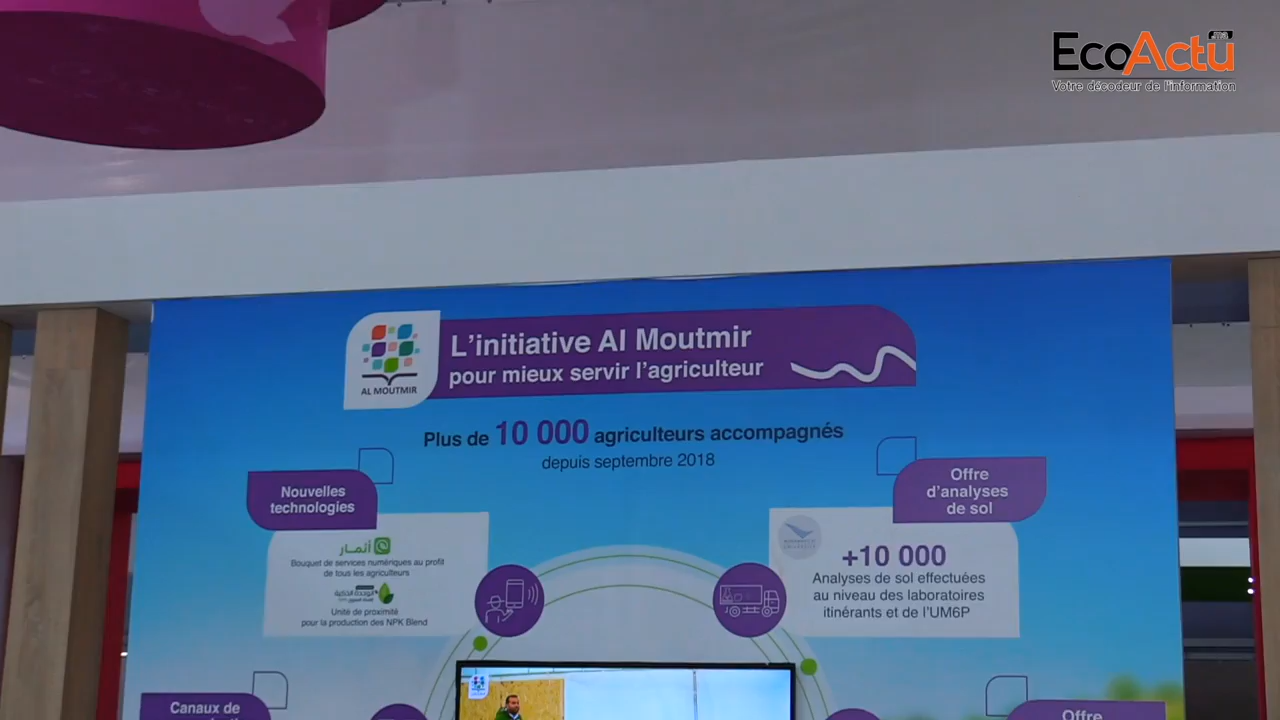 EcoActu
.ma
Votre décodeur de l'information
L'initiative Al Moutmir
pour mieux servir l'agriculteur
AL MOUTMIR
Plus de 10 000 agriculteurs accompagnés
depuis septembre 2018
Nouvelles
technologies
أثمار
Bouquet de services numériques au profit
de tous les agriculteurs
الوحدة الذكية
Unité de proximité
pour la production des NPK Blend
Offre
d'analyses
de sol
+10 000
Analyses de sol effectuées
au niveau des laboratoires
itinérants et de l'UM6P
Canaux de
Offre